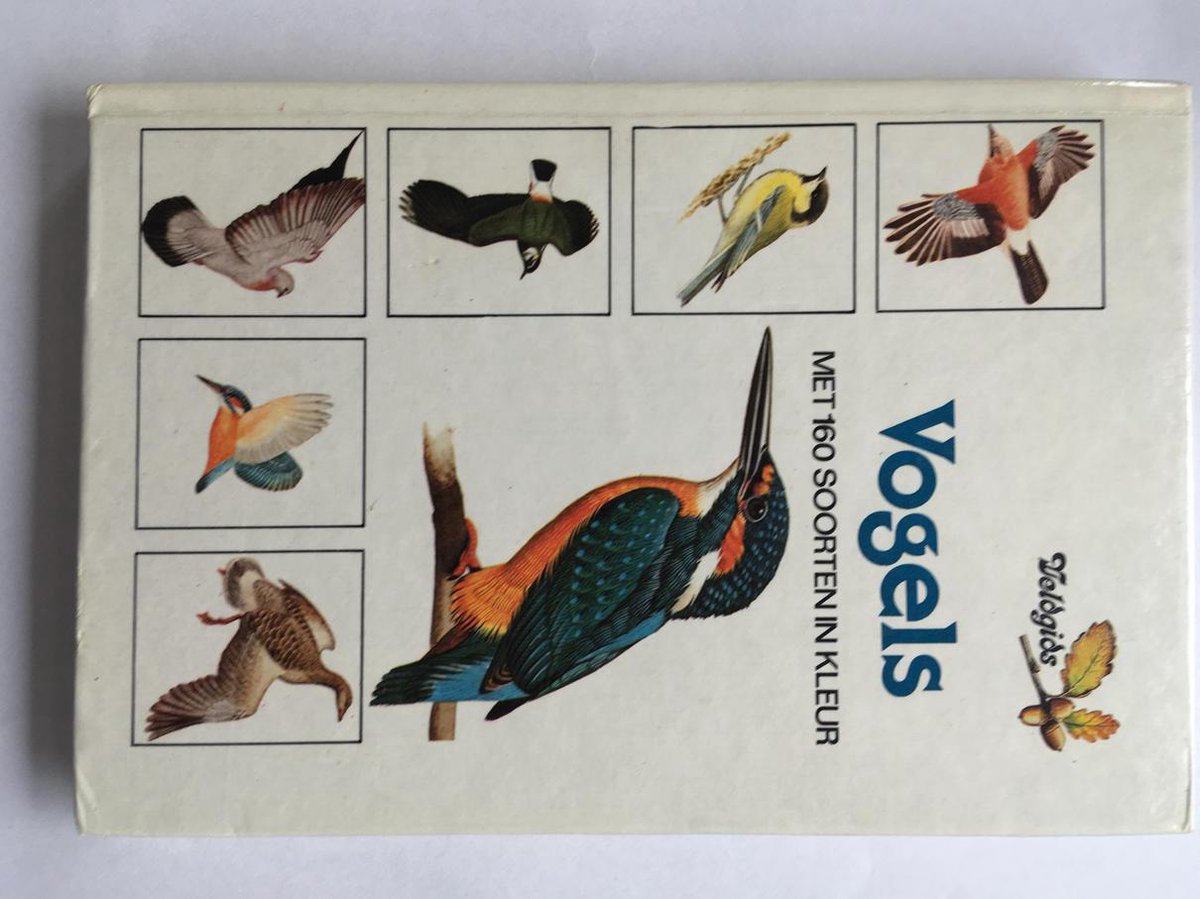 Veldgids
Vogels
MET 160 SOORTEN IN KLEUR